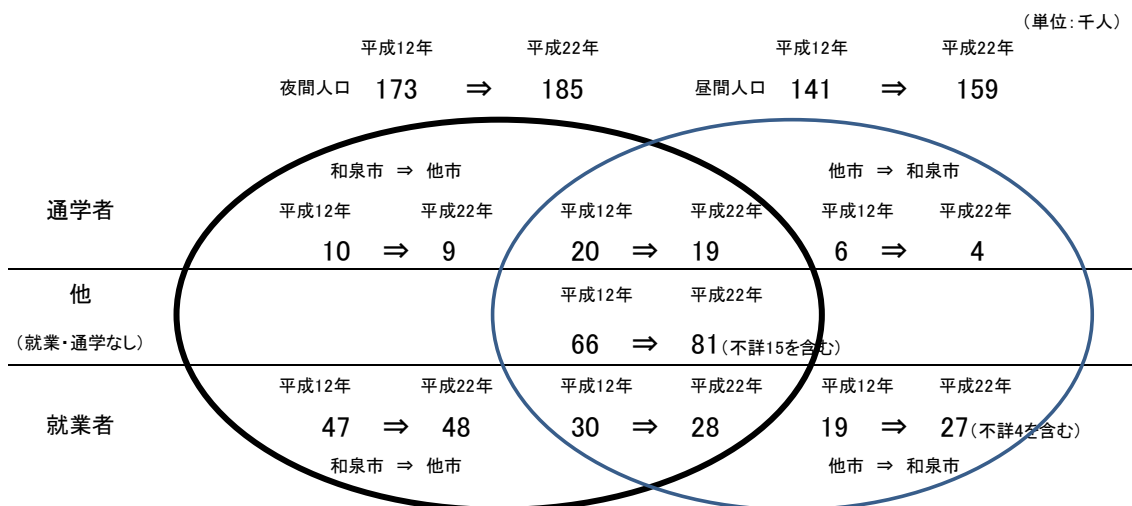 （単位：千人）
平成12年 平成22年 平成12年 平成22年
夜間人口 173 ⇒ 185 昼間人口 141 ⇒ 159
和泉市 ⇒ 他市 他市 ⇒ 和泉市
通学者 平成12年 平成22年 平成12年 平成22年 平成12年 平成22年
10 ⇒ 9 20 ⇒ 19 6 ⇒ 4
他 平成12年 平成22年
（就業・通学なし） 66 ⇒ 81（不詳15を含む）
平成12年 平成22年 平成12年 平成22年 平成12年 平成22年
就業者 47 ⇒ 48 30 ⇒ 28 19 ⇒ 27（不詳4を含む）
和泉市 ⇒ 他市 他市 ⇒ 和泉市